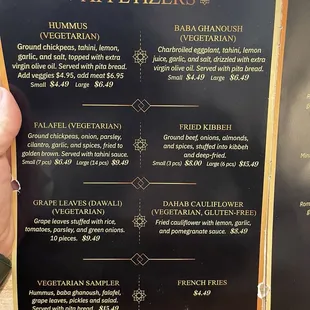 APPETIZERS
HUMMUS
(VEGETARIAN)
Ground chickpeas, tahini, lemon,
garlic, and salt, topped with extra
virgin olive oil. Served with pita bread.
Add veggies $4.95, add meat $6.95
Small $4.49 Large $6.49
BABA GHANOUSH
(VEGETARIAN)
Charbroiled eggplant, tahini, lemon
juice, garlic, and salt, drizzled with extra
virgin olive oil. Served with pita bread.
Small $4.49 Large $6.49
FALAFEL (VEGETARIAN)
Ground chickpeas, onion, parsley,
cilantro, garlic, and spices, fried to
golden brown. Served with tahini sauce.
Small (7 pcs) $6.49 Large (14 pcs) $9.49
FRIED KIBBEH
Ground beef, onions, almonds,
and spices, stuffed into kibbeh
and deep-fried.
Small (3 pcs) $8.00 Large (6 pcs) $15.49
GRAPE LEAVES (DAWALI)
(VEGETARIAN)
Grape leaves stuffed with rice,
tomatoes, parsley, and green onions.
10 pieces. $9.49
DAHAB CAULIFLOWER
(VEGETARIAN, GLUTEN-FREE)
Fried cauliflower with lemon, garlic,
and pomegranate sauce. $8.49
VEGETARIAN SAMPLER
Hummus, baba ghanoush, falafel,
grape leaves, pickles and salad.
Served with pita bread. $15.49
FRENCH FRIES
$4.49